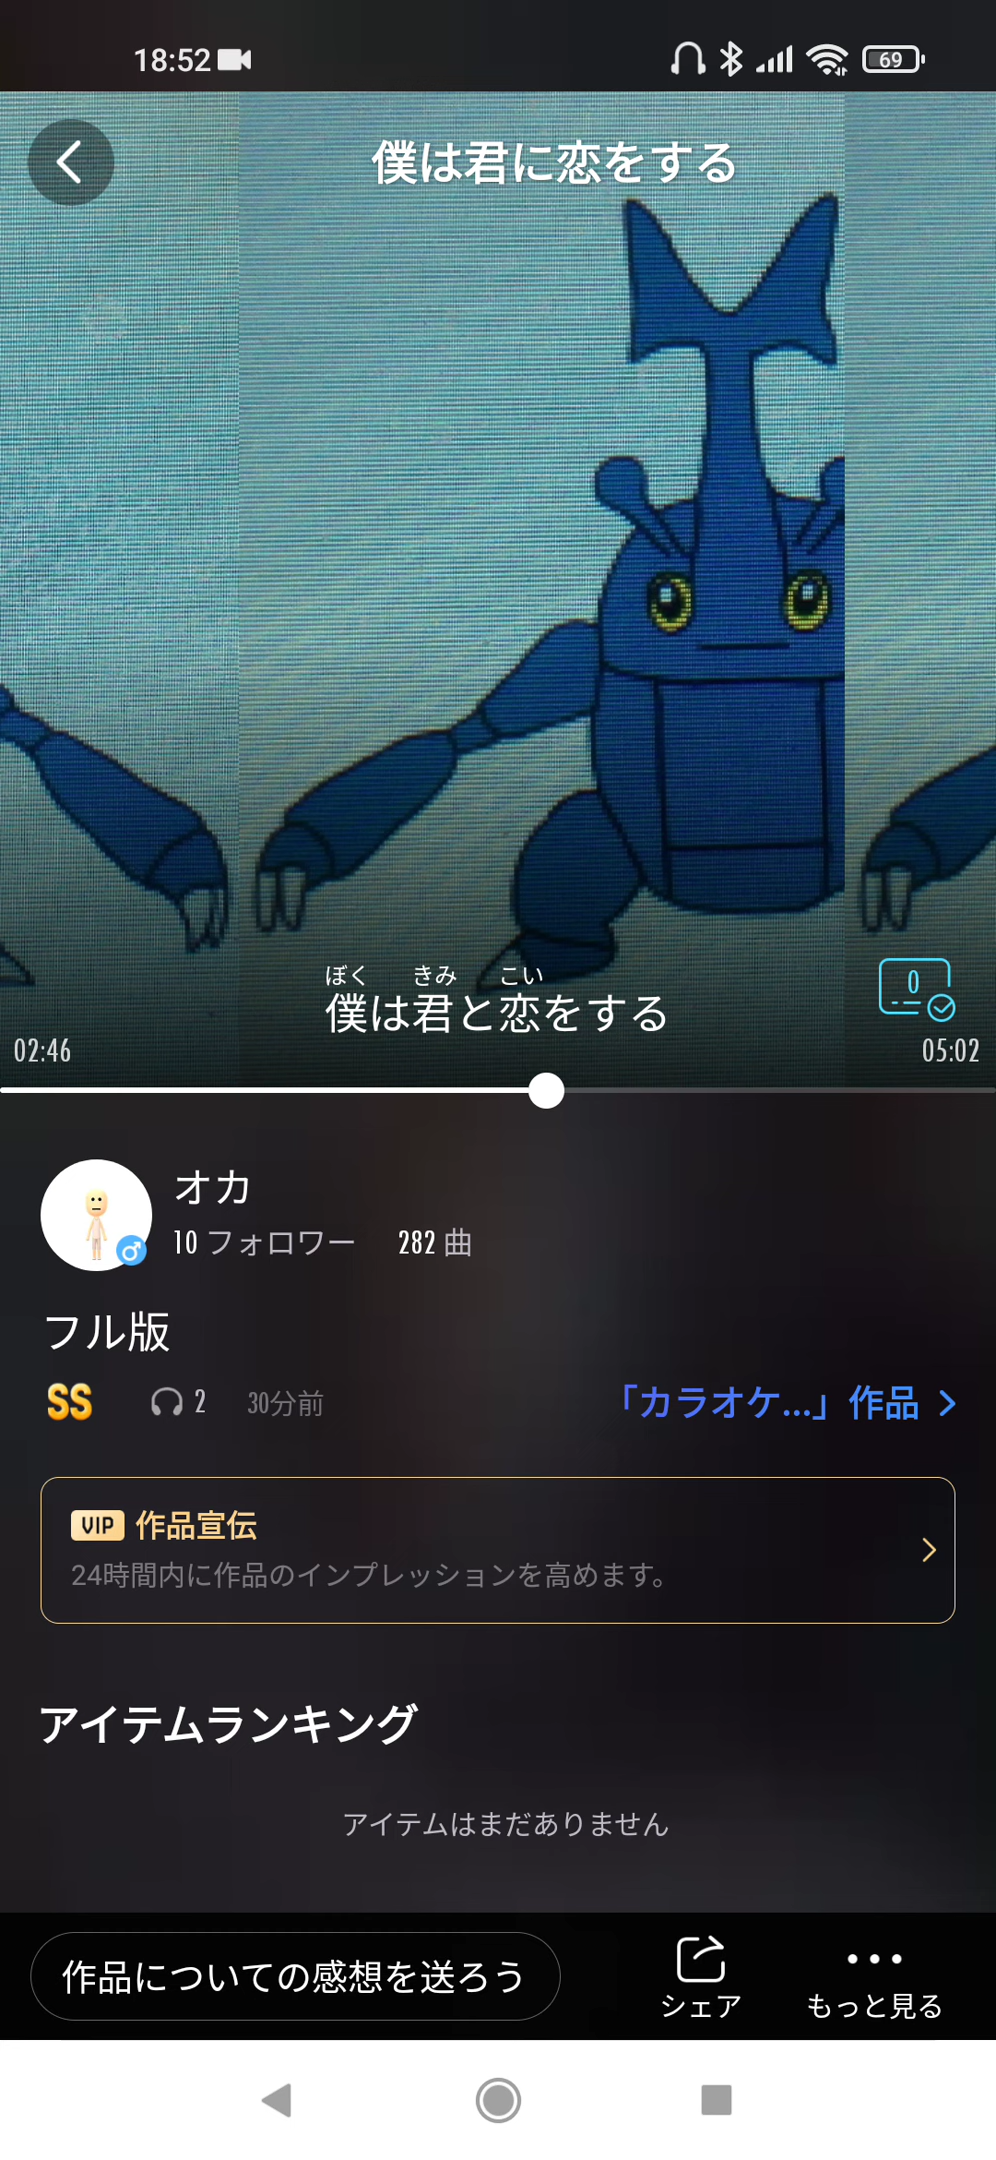 18:52
69
僕は君に恋をする
ぼく きみ こい
僕は君と恋をする
0
02:46
05:02
オカ
10 フォロワー 282 曲
フル版
SS 2 30分前 「カラオケ...」作品
VIP 作品宣伝
24時間内に作品のインプレッションを高めます。
アイテムランキング
アイテムはまだありません
作品についての感想を送ろう
シェア
もっと見る